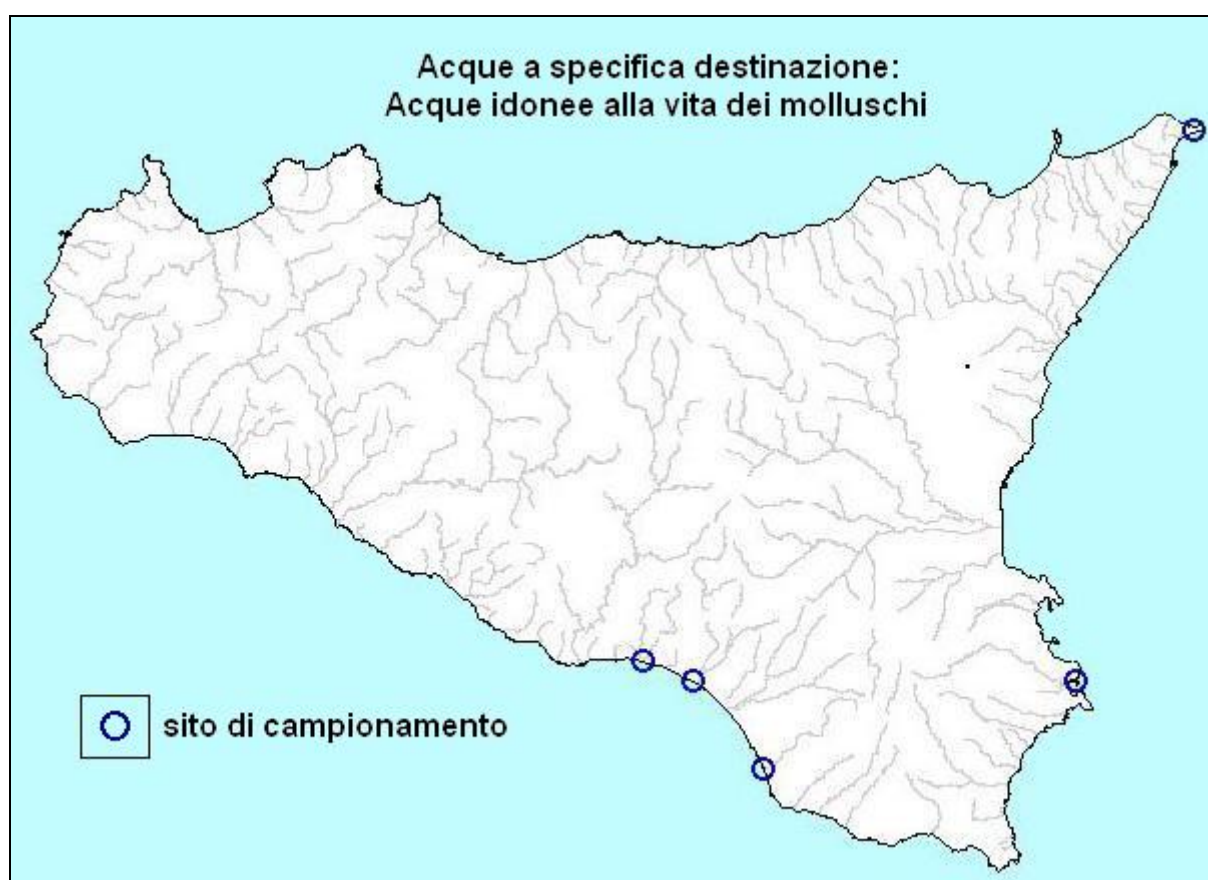 Acque a specifica destinazione:
Acque idonee alla vita dei molluschi
sito di campionamento